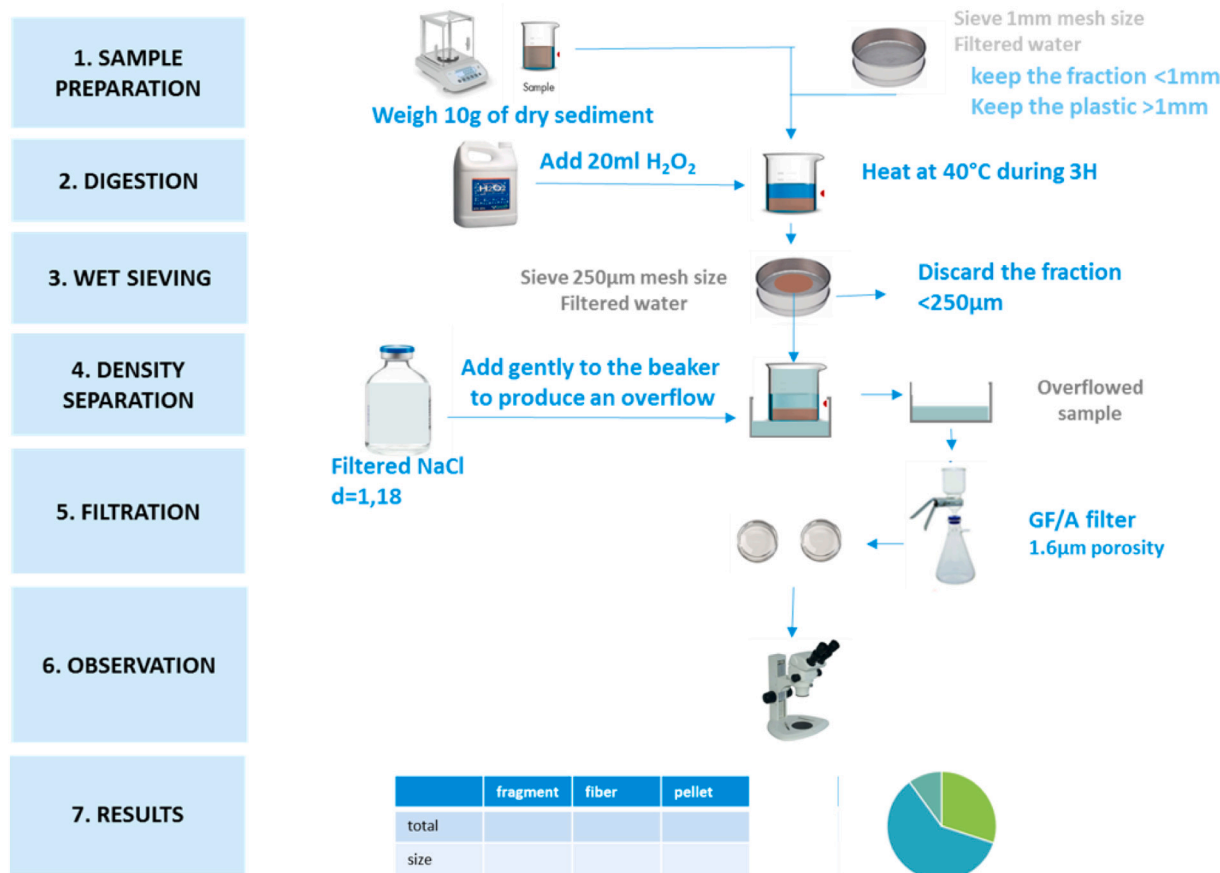 1. SAMPLE
PREPARATION
Sample
Weigh 10g of dry sediment
Sieve 1mm mesh size
Filtered water
keep the fraction <1mm
Keep the plastic >1mm
2. DIGESTION
Add 20ml H₂O₂
Heat at 40°C during 3H
3. WET SIEVING
Sieve 250µm mesh size
Filtered water
Discard the fraction
<250µm
4. DENSITY
SEPARATION
Add gently to the beaker
to produce an overflow
Overflowed
sample
Filtered NaCl
d=1,18
5. FILTRATION
GF/A filter
1.6µm porosity
6. OBSERVATION
7. RESULTS
fragment fiber pellet
total
size